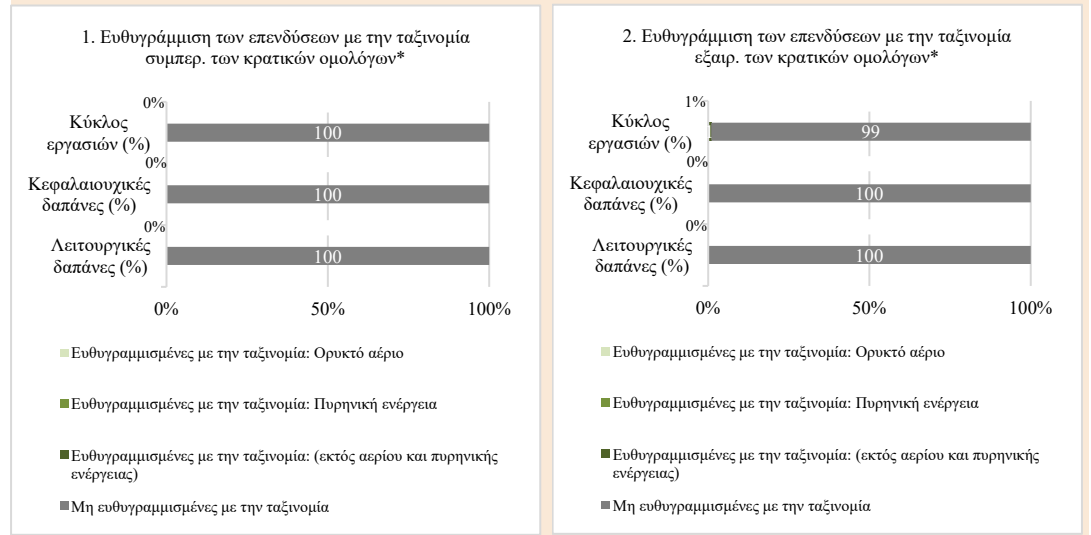 1. Ευθυγράμμιση των επενδύσεων με την ταξινομία
συμπερ. των κρατικών ομολόγων*
0%
Κύκλος
εργασιών (%)
100
0%
Κεφαλαιουχικές
δαπάνες (%)
100
0%
Λειτουργικές
δαπάνες (%)
100
0%
50%
100%
Ευθυγραμμισμένες με την ταξινομία: Ορυκτό αέριο
Ευθυγραμμισμένες με την ταξινομία: Πυρηνική ενέργεια
Ευθυγραμμισμένες με την ταξινομία: (εκτός αερίου και πυρηνικής
ενέργειας)
Μη ευθυγραμμισμένες με την ταξινομία
2. Ευθυγράμμιση των επενδύσεων με την ταξινομία
εξαιρ. των κρατικών ομολόγων*
1%
Κύκλος
εργασιών (%)
99
0%
Κεφαλαιουχικές
δαπάνες (%)
100
0%
Λειτουργικές
δαπάνες (%)
100
0%
50%
100%
Ευθυγραμμισμένες με την ταξινομία: Ορυκτό αέριο
Ευθυγραμμισμένες με την ταξινομία: Πυρηνική ενέργεια
Ευθυγραμμισμένες με την ταξινομία: (εκτός αερίου και πυρηνικής
ενέργειας)
Μη ευθυγραμμισμένες με την ταξινομία